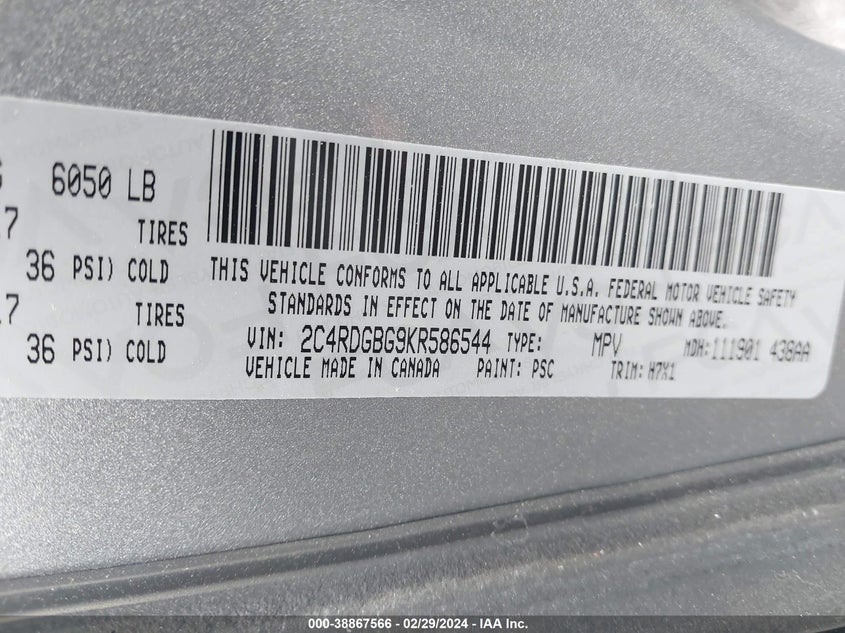 6050 LB
TIRES
36 PSI) COLD
TIRES
36 PSI) COLD
THIS VEHICLE CONFORMS TO ALL APPLICABLE U.S.A. FEDERAL MOTOR VEHICLE SAFETY
STANDARDS IN EFFECT ON THE DATE OF MANUFACTURE SHOWN ABOVE.
VIN: 2C4RDGBG9KR586544 TYPE: MPV MDH:111901 438AA
VEHICLE MADE IN CANADA PAINT: PSC TRIM: H7X1
000-38867566 - 02/29/2024 - IAA Inc.